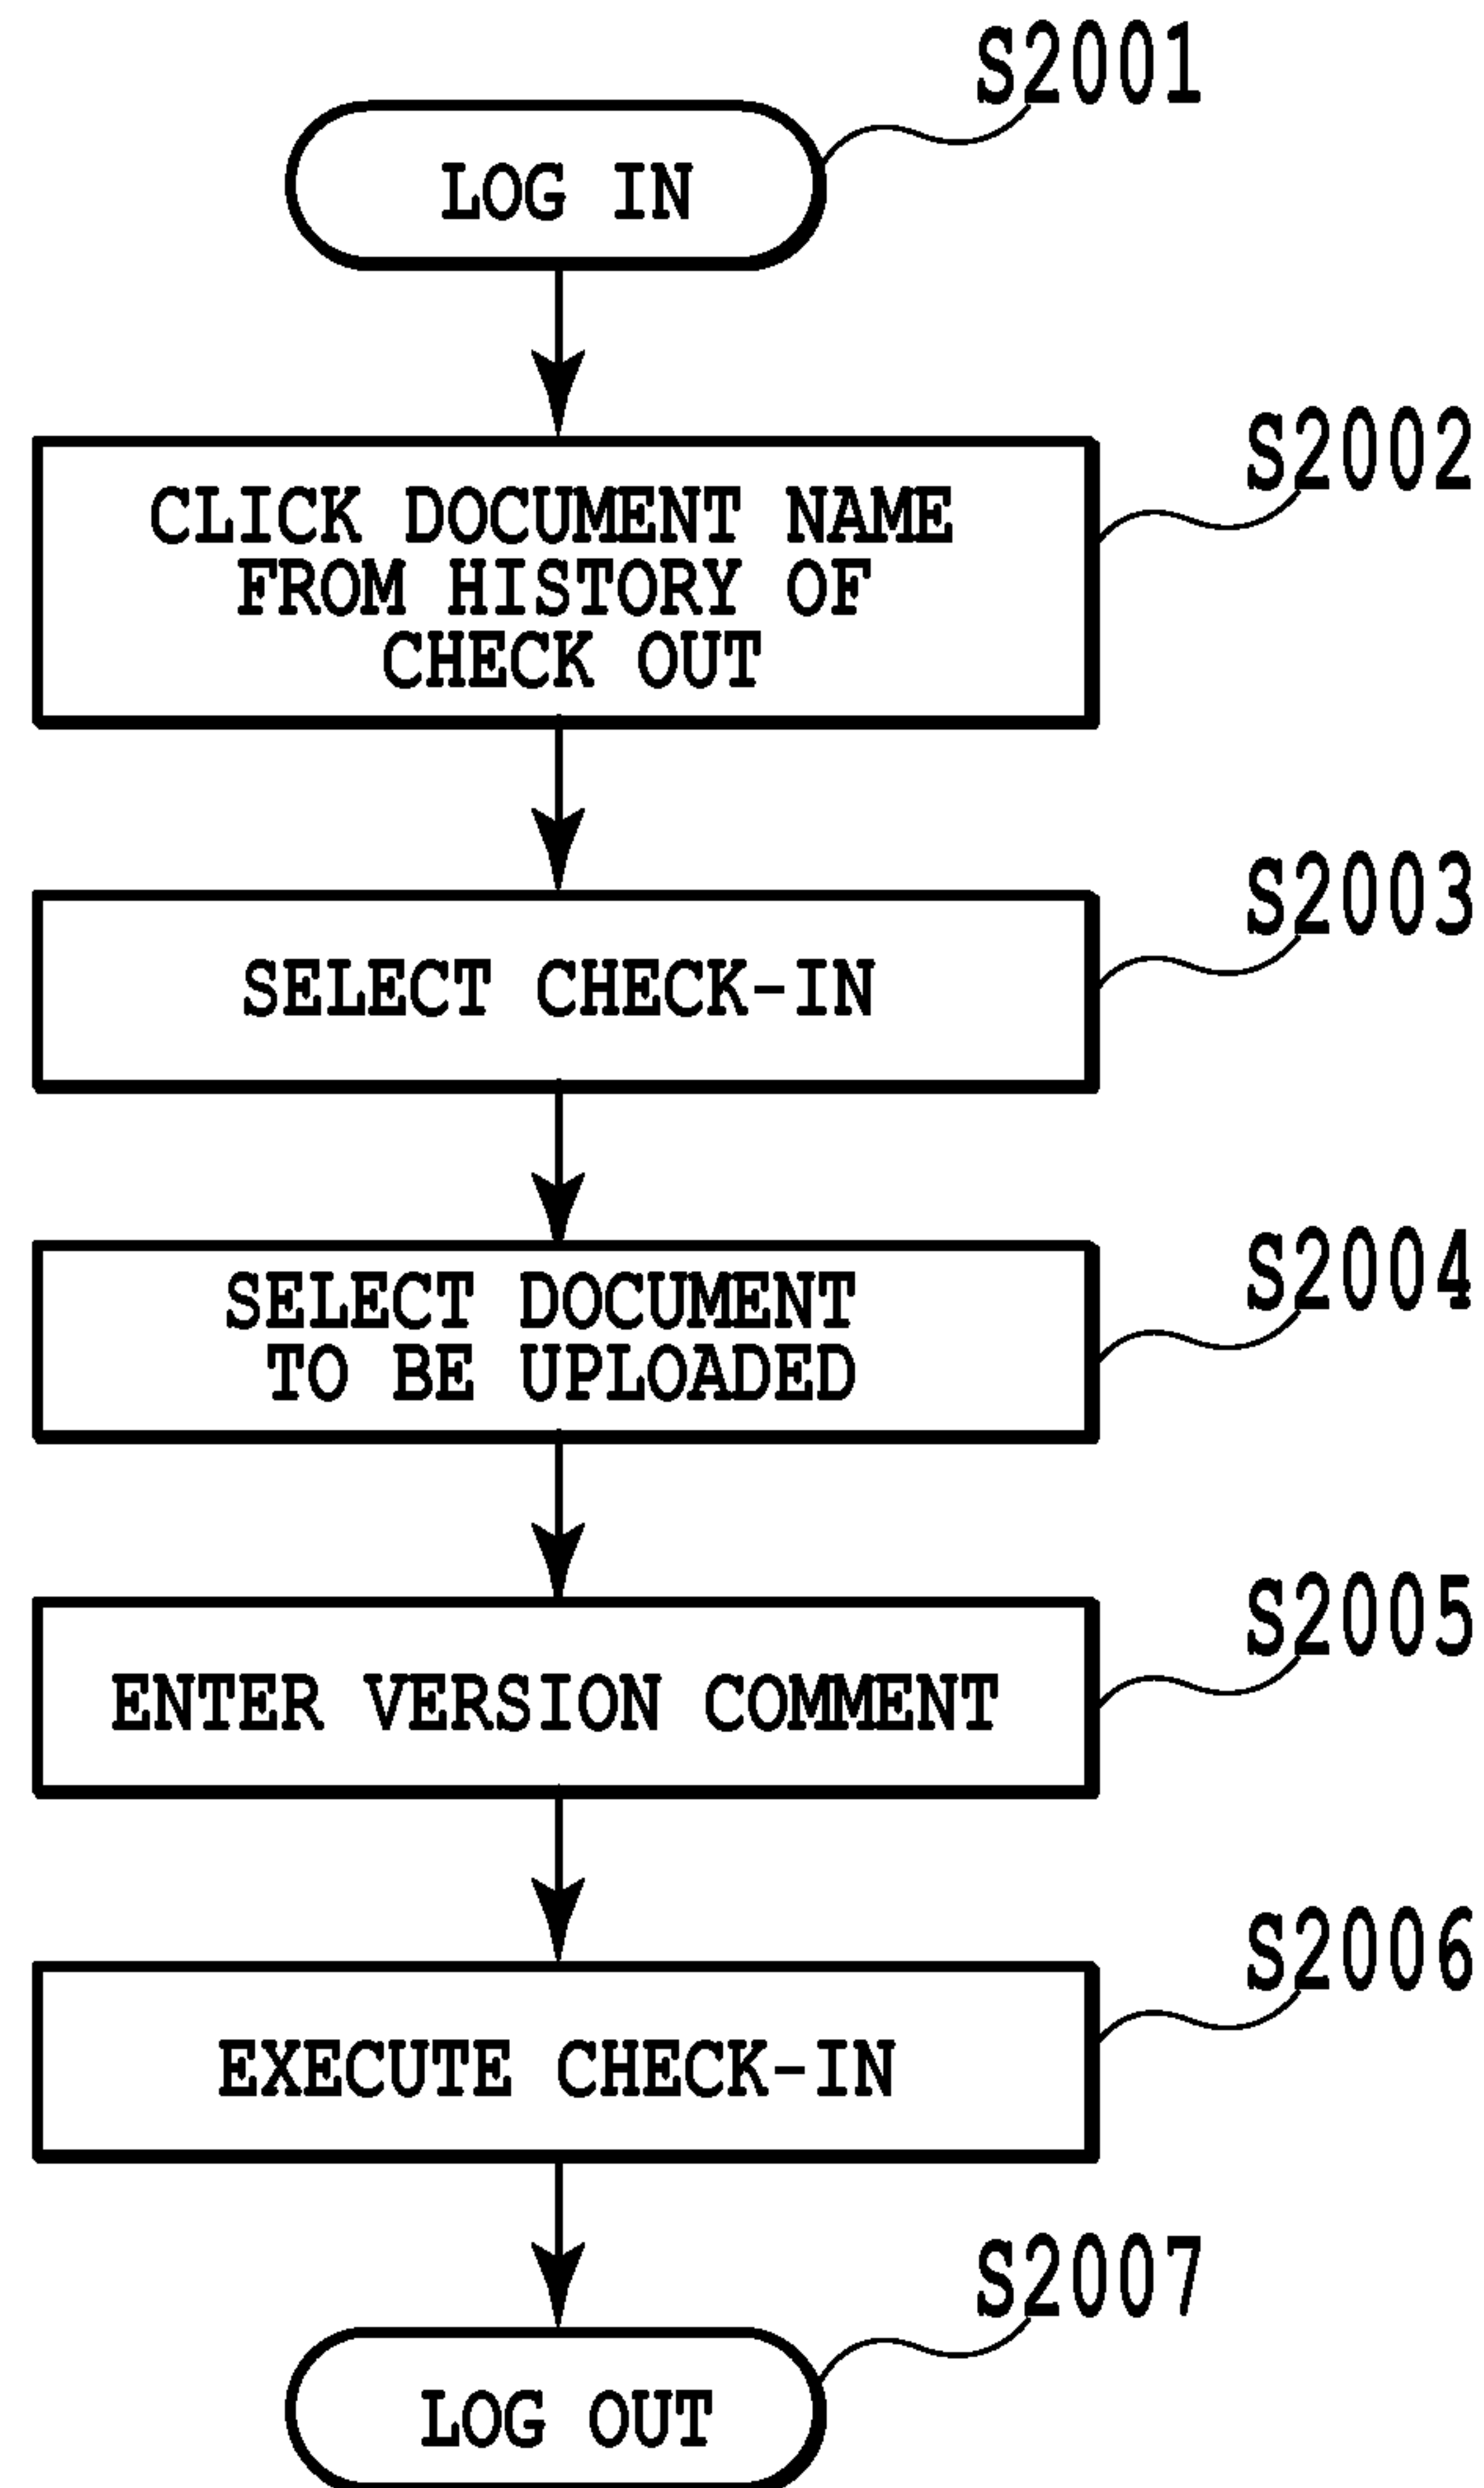 S2001
LOG IN
S2002
CLICK DOCUMENT NAME
FROM HISTORY OF
CHECK OUT
S2003
SELECT CHECK-IN
S2004
SELECT DOCUMENT
TO BE UPLOADED
S2005
ENTER VERSION COMMENT
S2006
EXECUTE CHECK-IN
S2007
LOG OUT